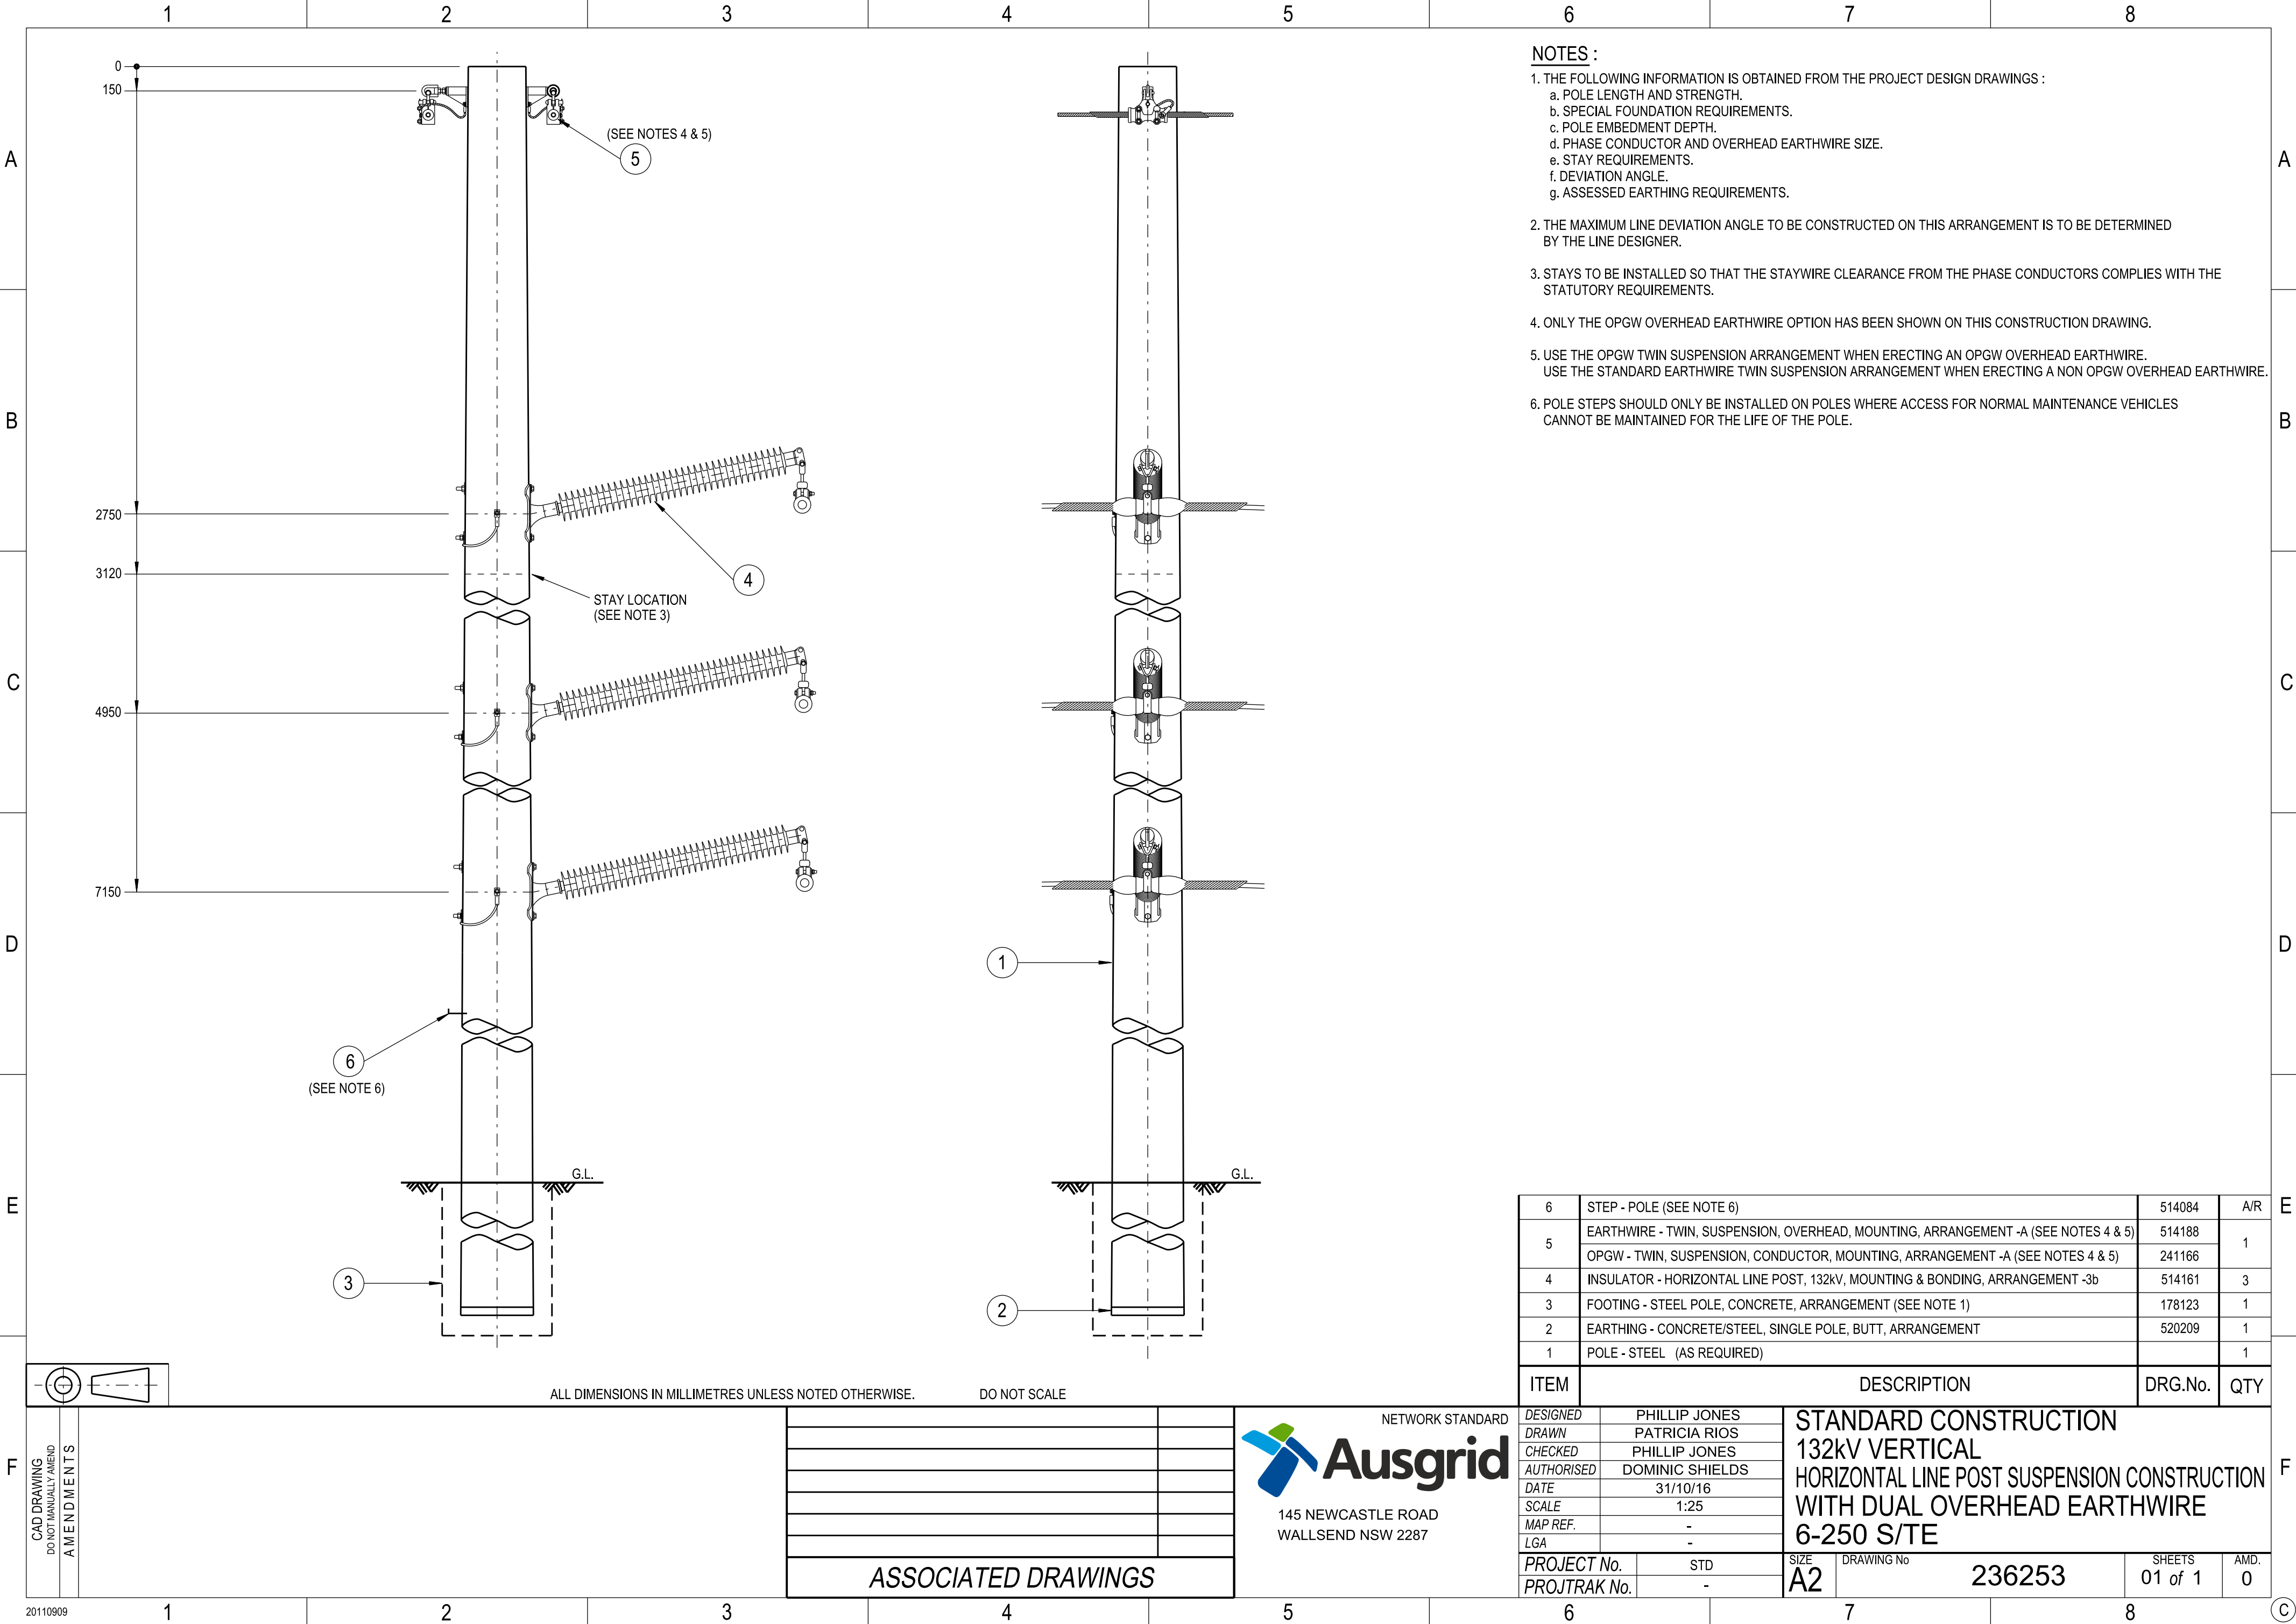 1 2 3 4 5 6 7 8
A A
B B
C C
D D
E E
F F
0
150
2750
3120
4950
7150
(SEE NOTES 4 & 5)
5
4
STAY LOCATION
(SEE NOTE 3)
6
(SEE NOTE 6)
G.L.
3
1
G.L.
2
NOTES :
1. THE FOLLOWING INFORMATION IS OBTAINED FROM THE PROJECT DESIGN DRAWINGS :
a. POLE LENGTH AND STRENGTH.
b. SPECIAL FOUNDATION REQUIREMENTS.
c. POLE EMBEDMENT DEPTH.
d. PHASE CONDUCTOR AND OVERHEAD EARTHWIRE SIZE.
e. STAY REQUIREMENTS.
f. DEVIATION ANGLE.
g. ASSESSED EARTHING REQUIREMENTS.
2. THE MAXIMUM LINE DEVIATION ANGLE TO BE CONSTRUCTED ON THIS ARRANGEMENT IS TO BE DETERMINED
BY THE LINE DESIGNER.
3. STAYS TO BE INSTALLED SO THAT THE STAYWIRE CLEARANCE FROM THE PHASE CONDUCTORS COMPLIES WITH THE
STATUTORY REQUIREMENTS.
4. ONLY THE OPGW OVERHEAD EARTHWIRE OPTION HAS BEEN SHOWN ON THIS CONSTRUCTION DRAWING.
5. USE THE OPGW TWIN SUSPENSION ARRANGEMENT WHEN ERECTING AN OPGW OVERHEAD EARTHWIRE.
USE THE STANDARD EARTHWIRE TWIN SUSPENSION ARRANGEMENT WHEN ERECTING A NON OPGW OVERHEAD EARTHWIRE.
6. POLE STEPS SHOULD ONLY BE INSTALLED ON POLES WHERE ACCESS FOR NORMAL MAINTENANCE VEHICLES
CANNOT BE MAINTAINED FOR THE LIFE OF THE POLE.
6 STEP - POLE (SEE NOTE 6) 514084 A/R
5 EARTHWIRE - TWIN, SUSPENSION, OVERHEAD, MOUNTING, ARRANGEMENT -A (SEE NOTES 4 & 5) 514188 1
OPGW - TWIN, SUSPENSION, CONDUCTOR, MOUNTING, ARRANGEMENT -A (SEE NOTES 4 & 5) 241166
4 INSULATOR - HORIZONTAL LINE POST, 132kV, MOUNTING & BONDING, ARRANGEMENT -3b 514161 3
3 FOOTING - STEEL POLE, CONCRETE, ARRANGEMENT (SEE NOTE 1) 178123 1
2 EARTHING - CONCRETE/STEEL, SINGLE POLE, BUTT, ARRANGEMENT 520209 1
1 POLE - STEEL (AS REQUIRED) 1
ITEM DESCRIPTION DRG.No. QTY
ALL DIMENSIONS IN MILLIMETRES UNLESS NOTED OTHERWISE. DO NOT SCALE
CAD DRAWING
DO NOT MANUALLY AMEND
AMENDMENTS
ASSOCIATED DRAWINGS
NETWORK STANDARD
Ausgrid
145 NEWCASTLE ROAD
WALLSEND NSW 2287
DESIGNED PHILLIP JONES
DRAWN PATRICIA RIOS
CHECKED PHILLIP JONES
AUTHORISED DOMINIC SHIELDS
DATE 31/10/16
SCALE 1:25
MAP REF. -
LGA -
PROJECT No. STD
PROJTRAK No. -
STANDARD CONSTRUCTION
132kV VERTICAL
HORIZONTAL LINE POST SUSPENSION CONSTRUCTION
WITH DUAL OVERHEAD EARTHWIRE
6-250 S/TE
SIZE
A2
DRAWING No
236253
SHEETS
01 of 1
AMD.
0
20110909
1 2 3 4 5 6 7 8
C